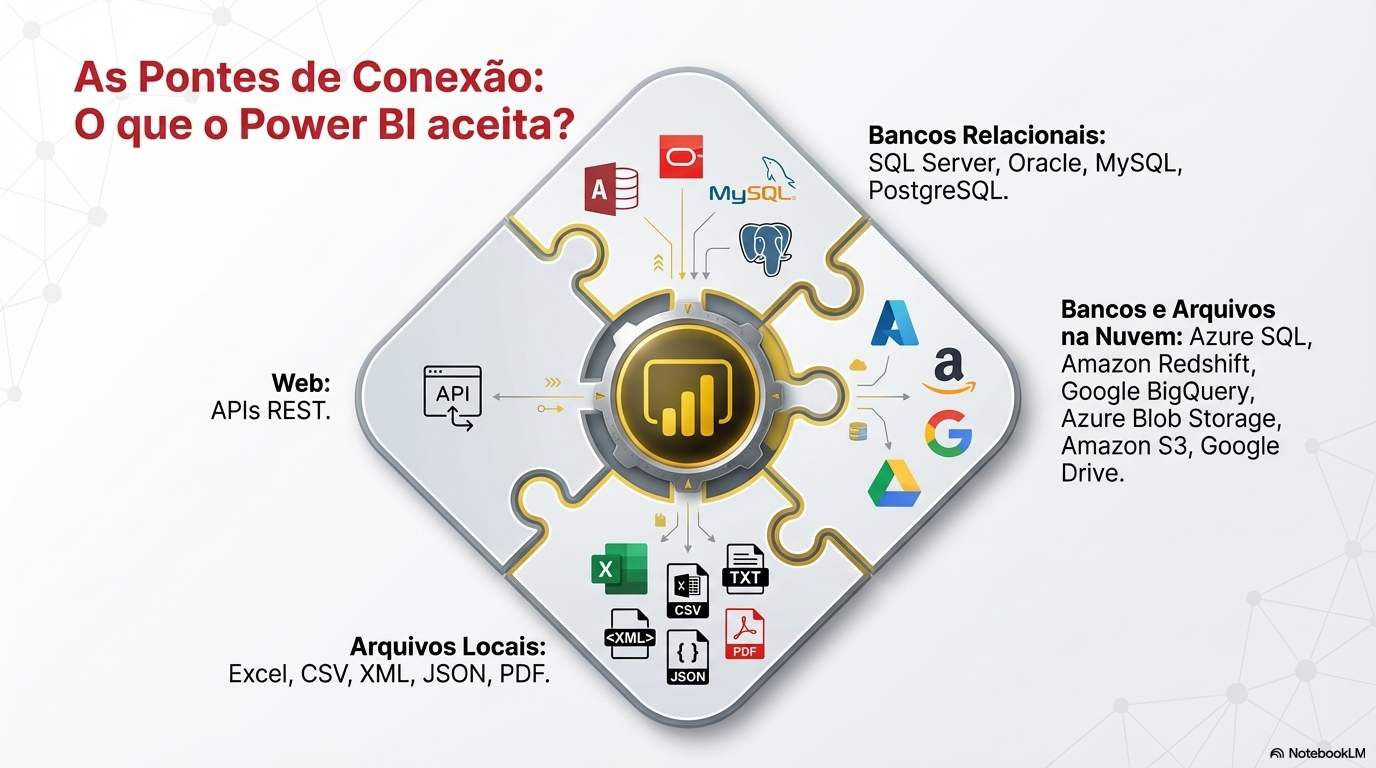 As Pontes de Conexão:
O que o Power BI aceita?
Bancos Relacionais:
SQL Server, Oracle, MySQL,
PostgreSQL.
A
MySQL
Bancos e Arquivos
na Nuvem: Azure SQL,
Amazon Redshift,
Google BigQuery,
Azure Blob Storage,
Amazon S3, Google
Drive.
a
G
Web:
APIs REST.
API
X
TXT
X
CSV
<XML>
PDF
{ }
JSON
Arquivos Locais:
Excel, CSV, XML, JSON, PDF.
NotebookLM